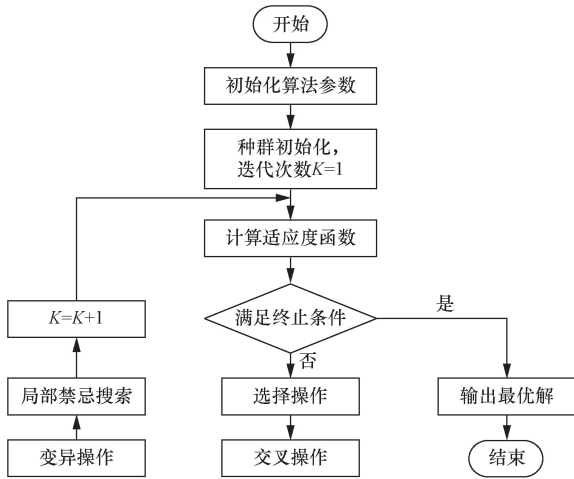 开始
初始化算法参数
种群初始化，
迭代次数K=1
计算适应度函数
满足终止条件
是
否
K=K+1
局部禁忌搜索
选择操作
输出最优解
变异操作
交叉操作
结束